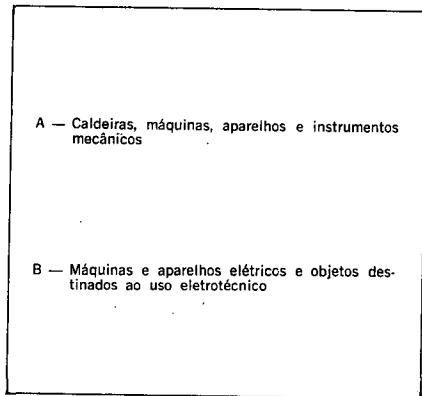 A — Caldeiras, máquinas, aparelhos e instrumentos
mecânicos
B — Máquinas e aparelhos elétricos e objetos des-
tinados ao uso eletrotécnico